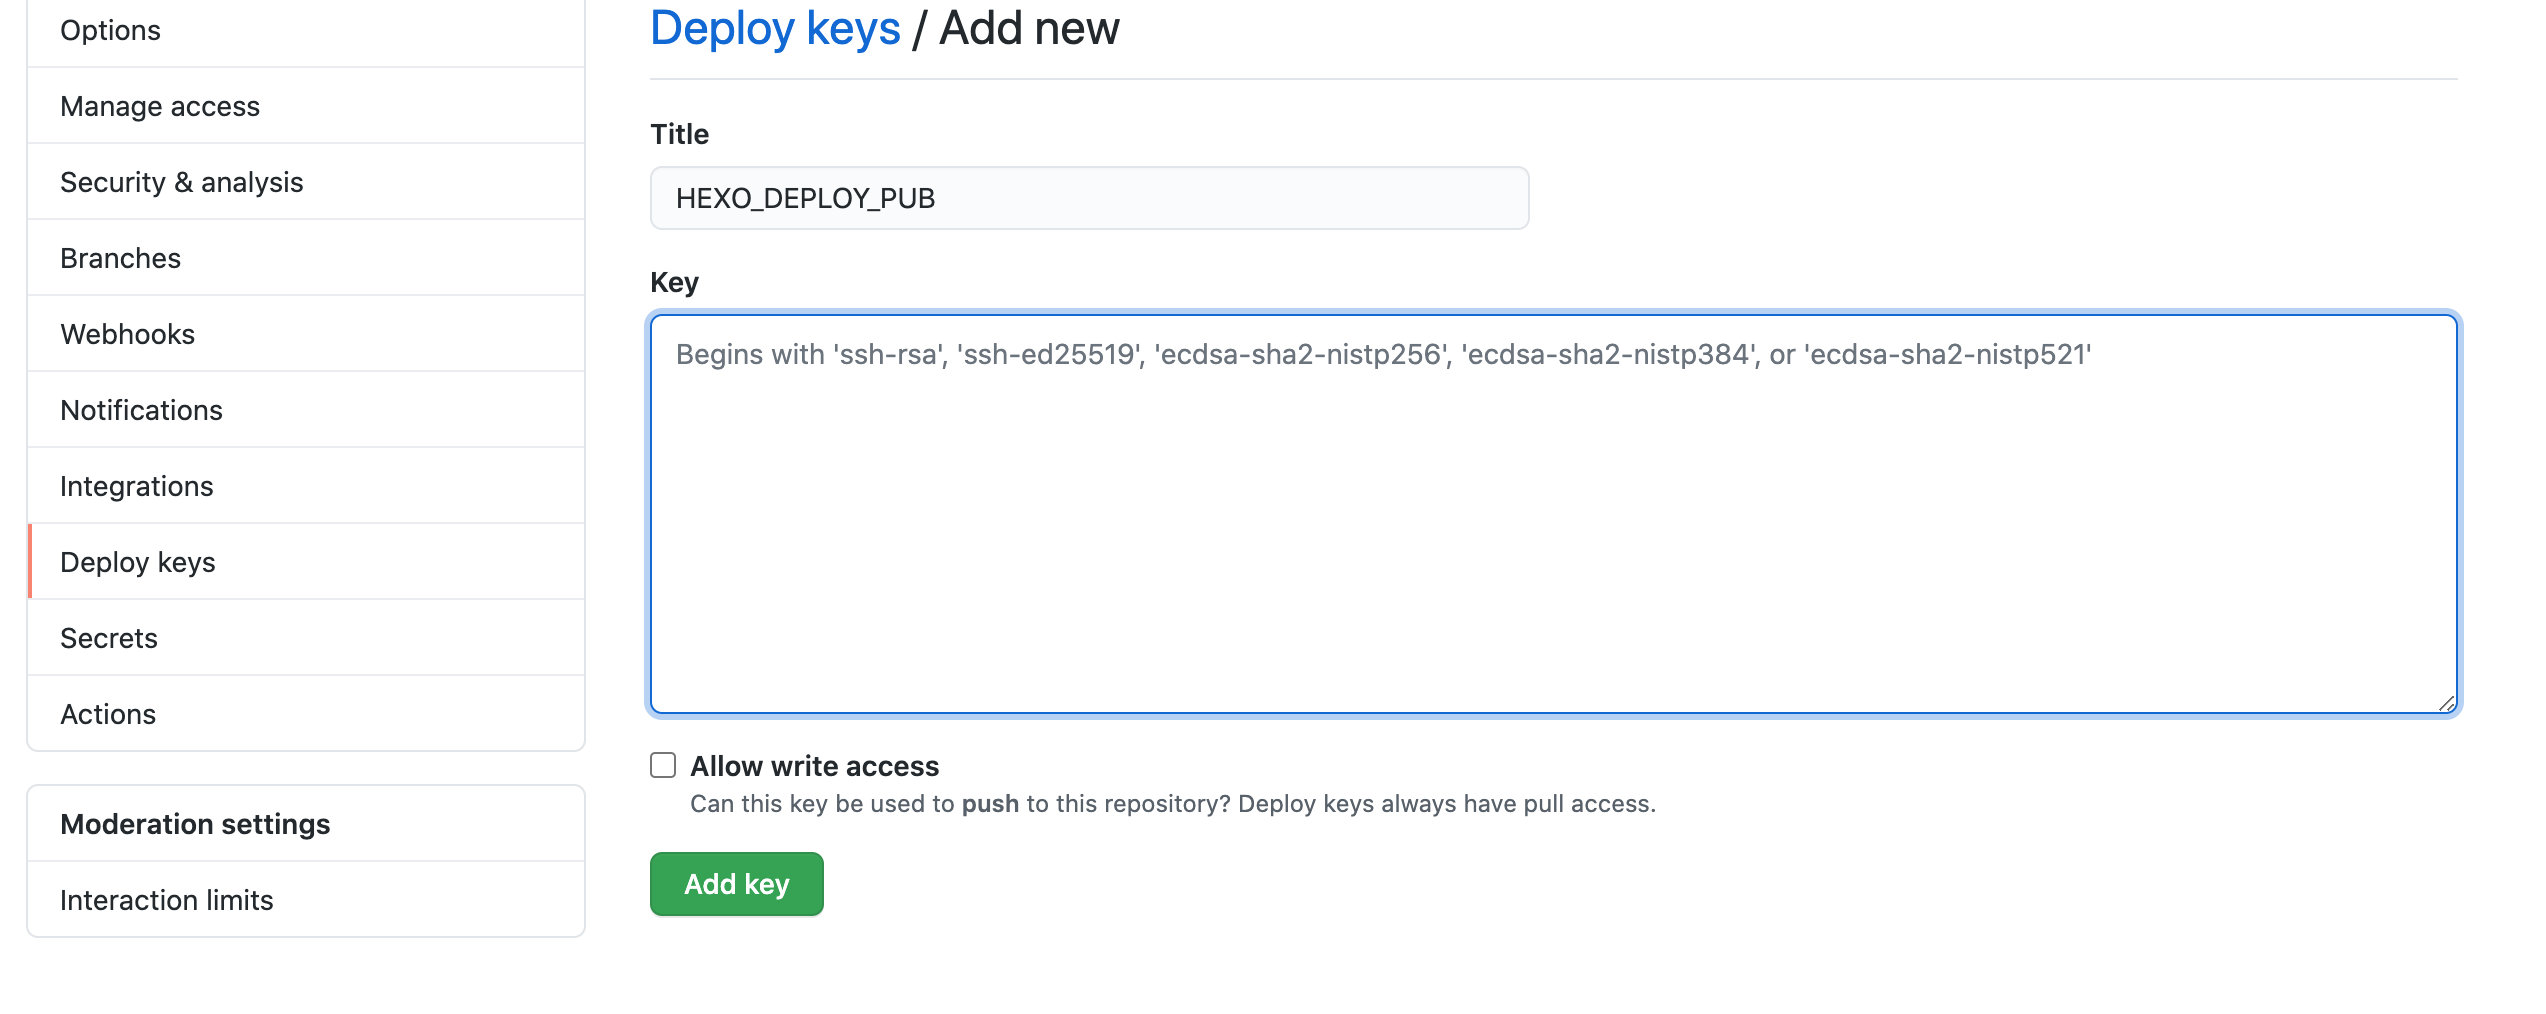 Options
Manage access
Security & analysis
Branches
Webhooks
Notifications
Integrations
Deploy keys
Secrets
Actions
Moderation settings
Interaction limits
Deploy keys / Add new
Title
HEXO_DEPLOY_PUB
Key
Begins with 'ssh-rsa', 'ssh-ed25519', 'ecdsa-sha2-nistp256', 'ecdsa-sha2-nistp384', or 'ecdsa-sha2-nistp521'
Allow write access
Can this key be used to push to this repository? Deploy keys always have pull access.
Add key